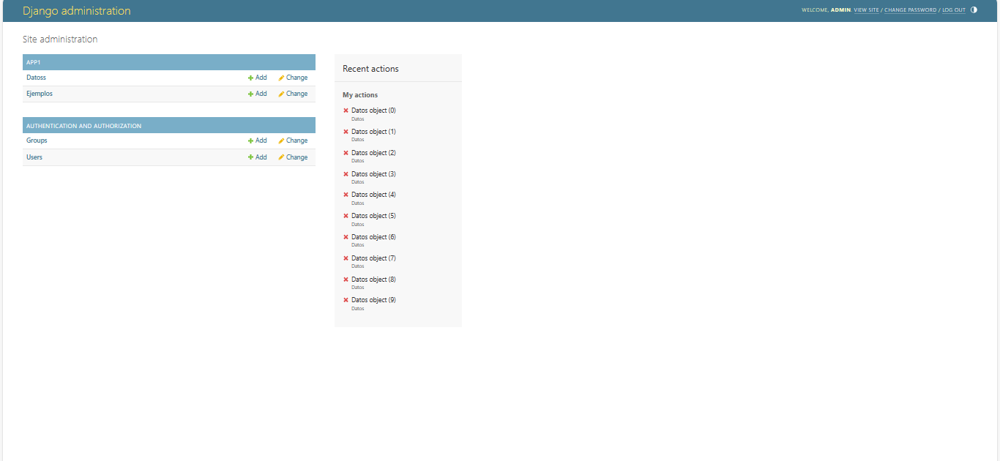 Django administration
WELCOME, ADMIN. VIEW SITE / CHANGE PASSWORD / LOG OUT
Site administration
APP1
Datoss Add Change
Ejemplos Add Change
AUTHENTICATION AND AUTHORIZATION
Groups Add Change
Users Add Change
Recent actions
My actions
Datos object (0)
Datos
Datos object (1)
Datos
Datos object (2)
Datos
Datos object (3)
Datos
Datos object (4)
Datos
Datos object (5)
Datos
Datos object (6)
Datos
Datos object (7)
Datos
Datos object (8)
Datos
Datos object (9)
Datos